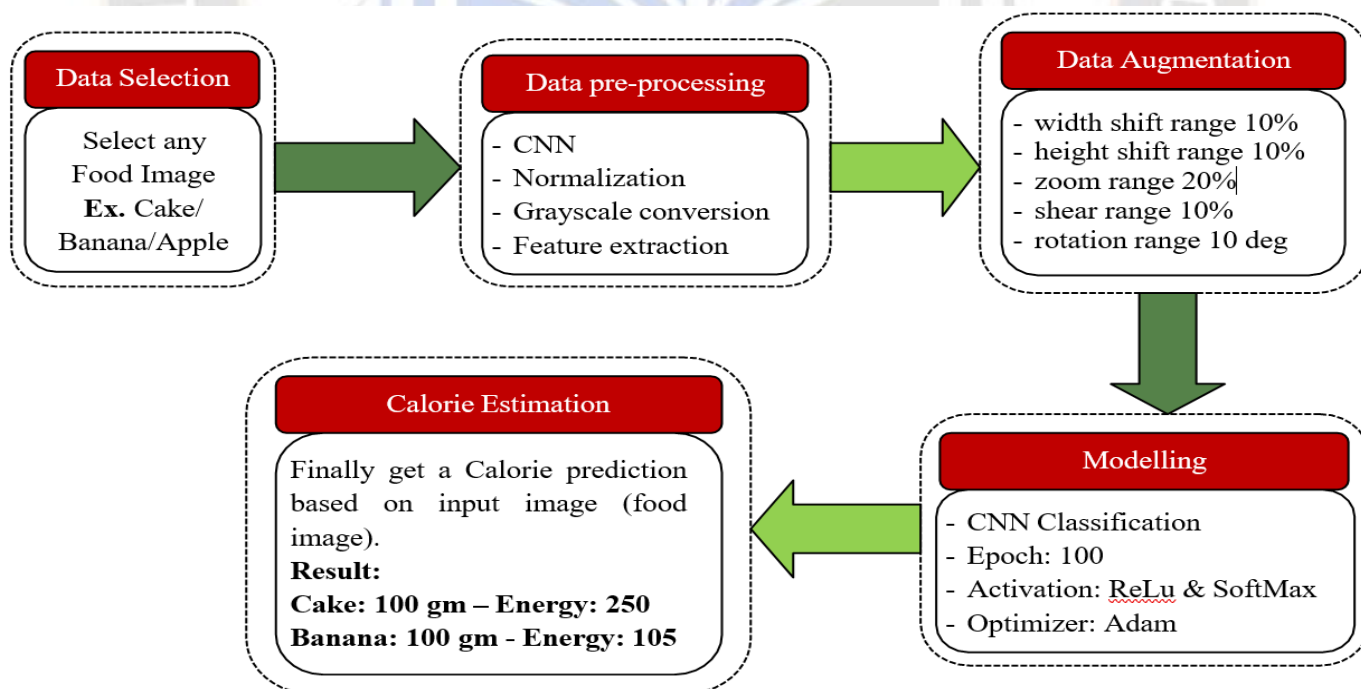 Data Selection
Select any
Food Image
Ex. Cake/
Banana/Apple
Data pre-processing
- CNN
- Normalization
- Grayscale conversion
- Feature extraction
Data Augmentation
- width shift range 10%
- height shift range 10%
- zoom range 20%
- shear range 10%
- rotation range 10 deg
Modelling
- CNN Classification
- Epoch: 100
- Activation: ReLu & SoftMax
- Optimizer: Adam
Calorie Estimation
Finally get a Calorie prediction
based on input image (food
image).
Result:
Cake: 100 gm – Energy: 250
Banana: 100 gm - Energy: 105